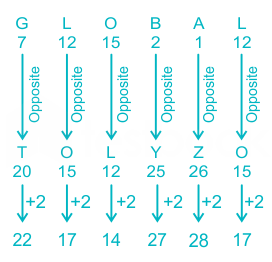 G L O B A L
7 12 15 2 1 12
Opposite Opposite Opposite Opposite Opposite Opposite
T O L Y Z O
20 15 12 25 26 15
+2 +2 +2 +2 +2 +2
22 17 14 27 28 17